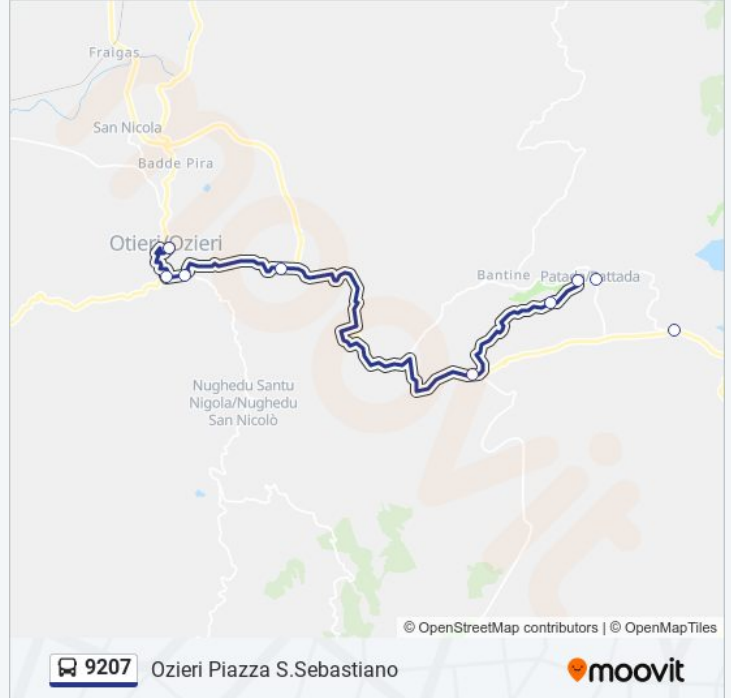 Fraigas
San Nicola
Badde Pira
Otieri/Ozieri
Bantine
Nughedu Santu
Nigola/Nughedu
San Nicolò
moovit
© OpenStreetMap contributors | © OpenMapTiles
9207 Ozieri Piazza S.Sebastiano
moovit